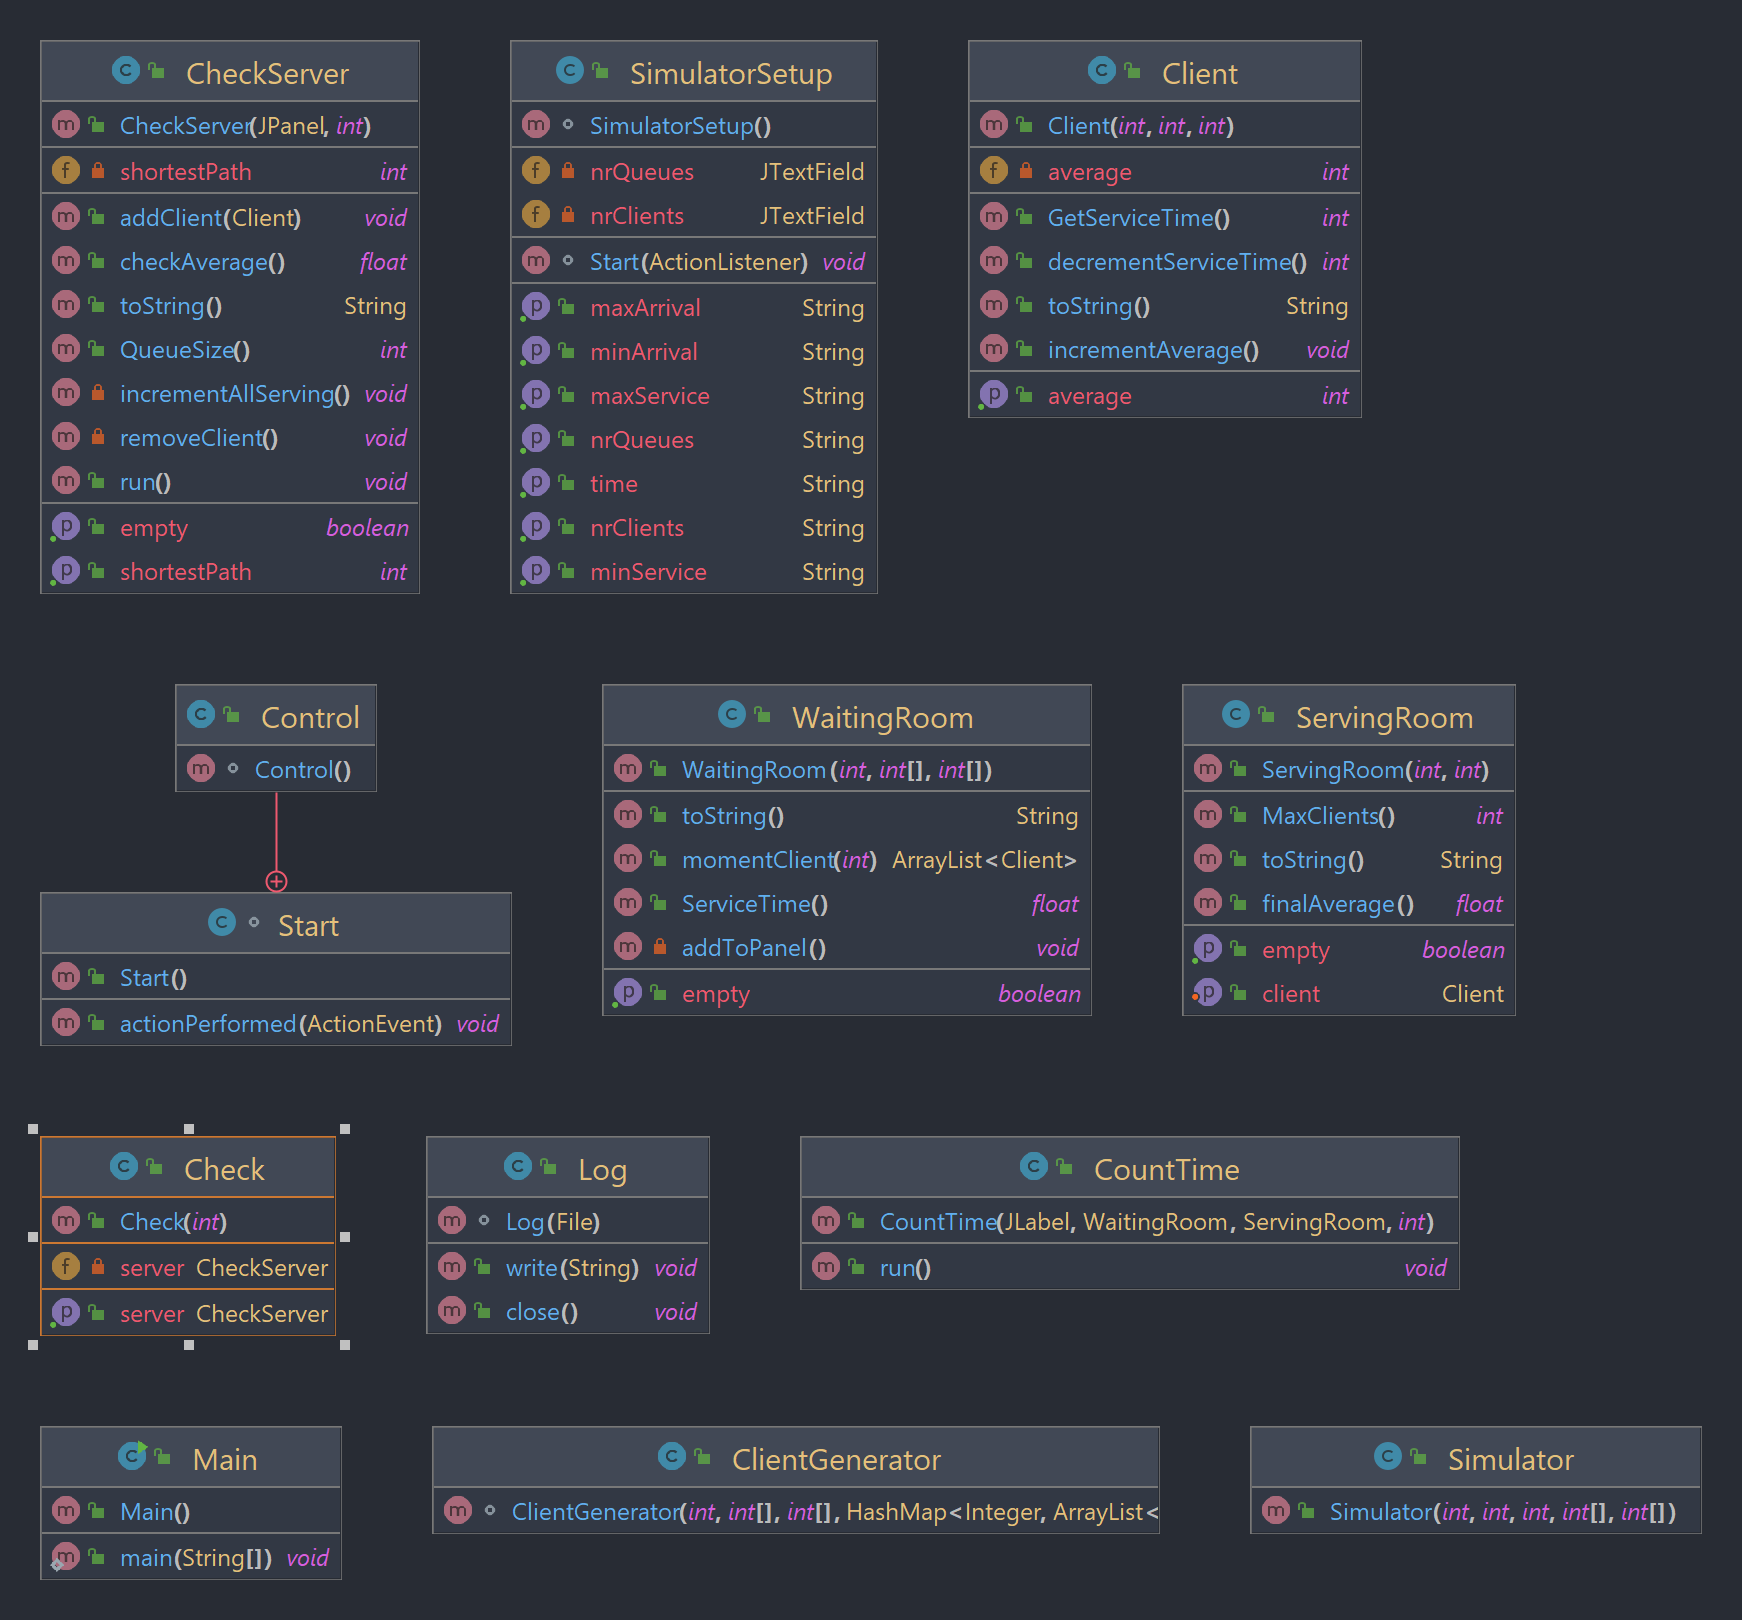 CheckServer
CheckServer(JPanel, int)
shortestPath int
addClient(Client) void
checkAverage() float
toString() String
QueueSize() int
incrementAllServing() void
removeClient() void
run() void
empty boolean
shortestPath int
SimulatorSetup
SimulatorSetup()
nrQueues JTextField
nrClients JTextField
Start(ActionListener) void
maxArrival String
minArrival String
maxService String
nrQueues String
time String
nrClients String
minService String
Client
Client(int, int, int)
average int
GetServiceTime() int
decrementServiceTime() int
toString() String
incrementAverage() void
average int
Control
Control()
Start
Start()
actionPerformed(ActionEvent) void
WaitingRoom
WaitingRoom(int, int[], int[])
toString() String
momentClient(int) ArrayList<Client>
ServiceTime() float
addToPanel() void
empty boolean
ServingRoom
ServingRoom(int, int)
MaxClients() int
toString() String
finalAverage() float
empty boolean
client Client
Check
Check(int)
server CheckServer
server CheckServer
Log
Log(File)
write(String) void
close() void
CountTime
CountTime(JLabel, WaitingRoom, ServingRoom, int)
run() void
Main
Main()
main(String[]) void
ClientGenerator
ClientGenerator(int, int[], int[], HashMap<Integer, ArrayList<
Simulator
Simulator(int, int, int, int[], int[])